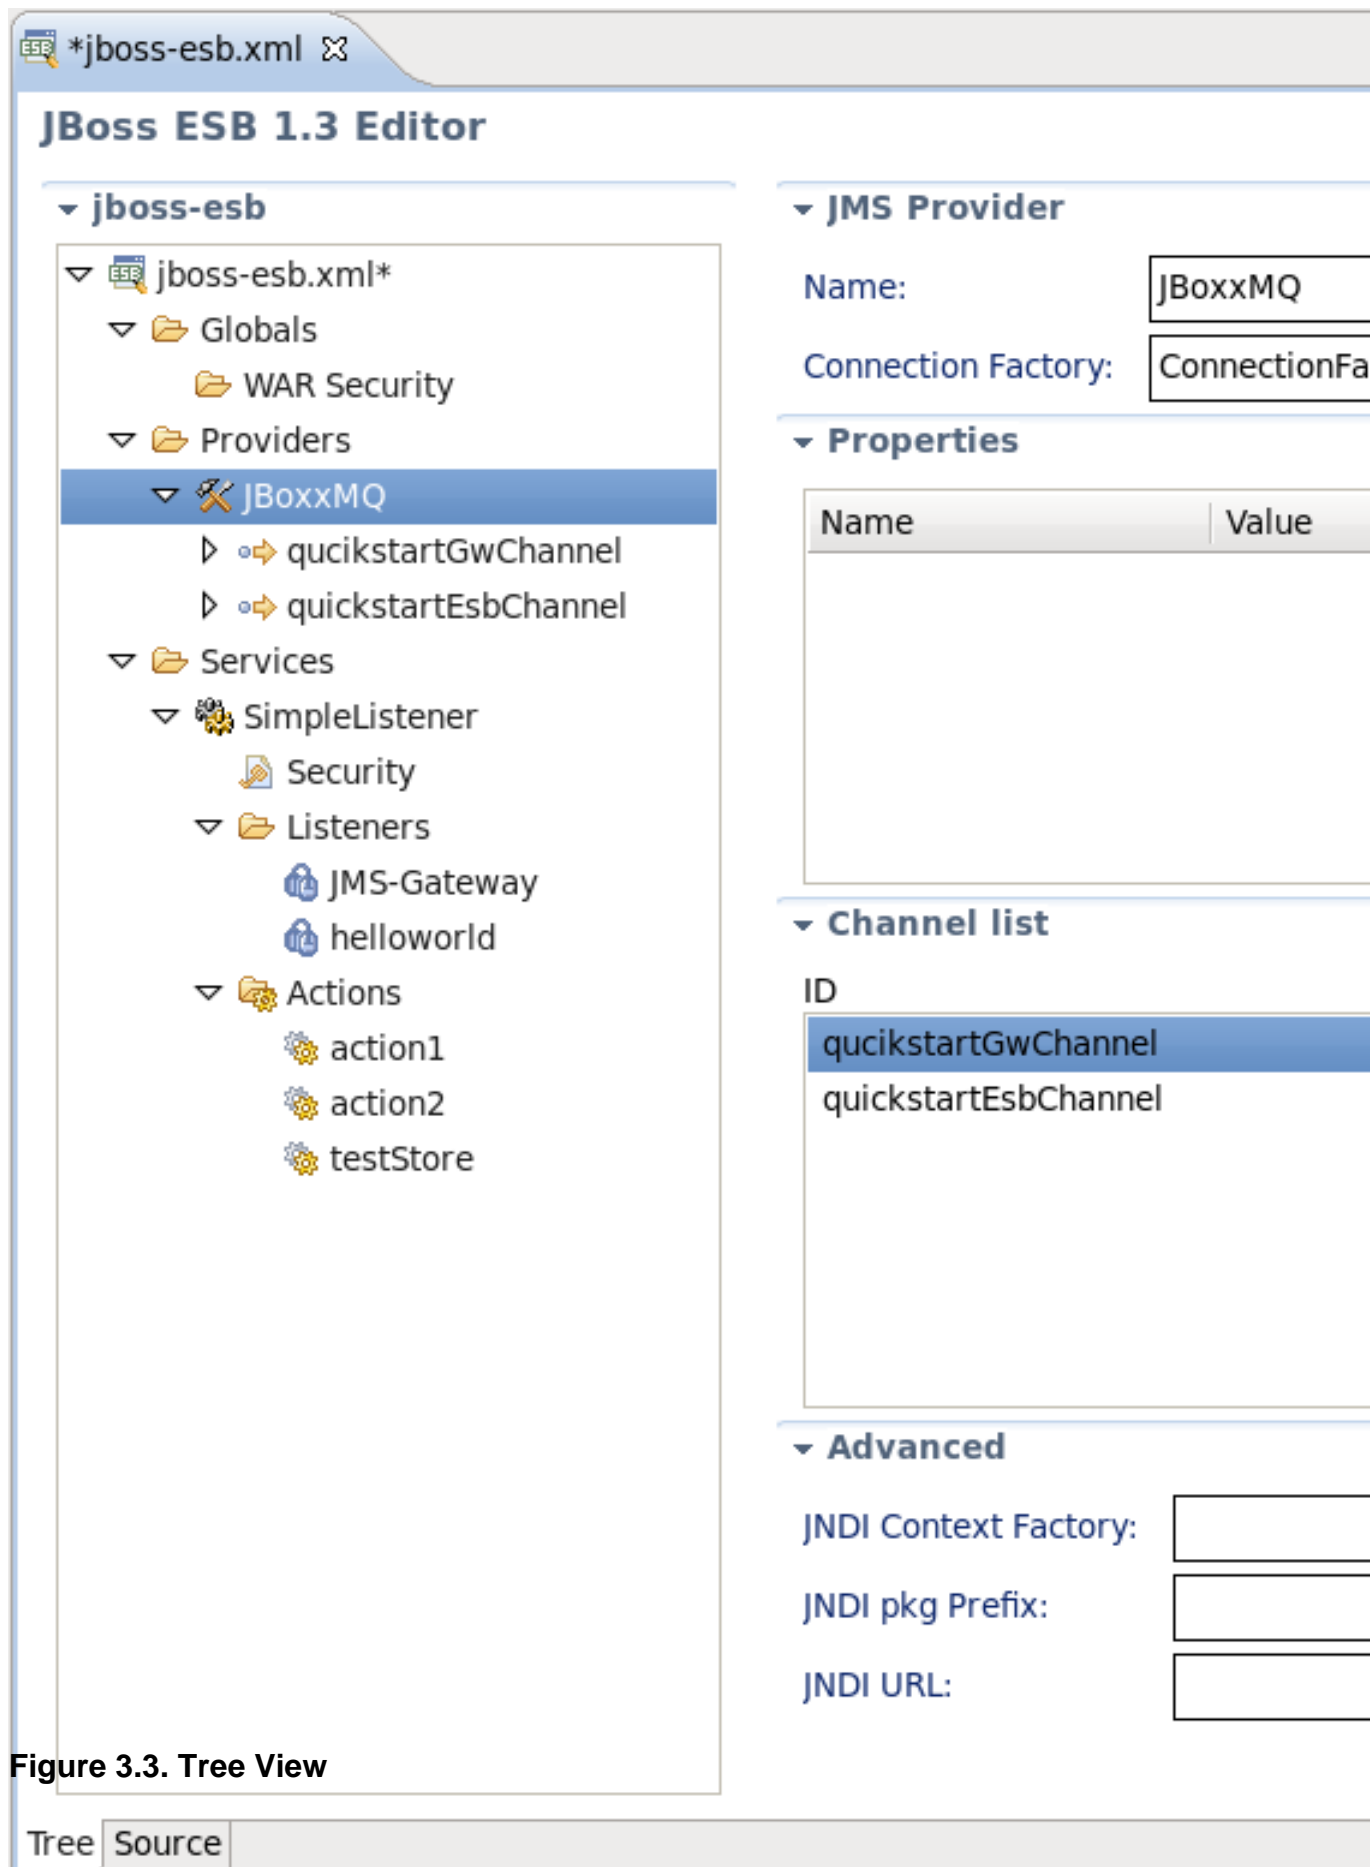 *jboss-esb.xml
JBoss ESB 1.3 Editor
jboss-esb
jboss-esb.xml*
Globals
WAR Security
Providers
JBoxxMQ
qucikstartGwChannel
quickstartEsbChannel
Services
SimpleListener
Security
Listeners
JMS-Gateway
helloworld
Actions
action1
action2
testStore
JMS Provider
Name: JBoxxMQ
Connection Factory: ConnectionFa
Properties
Name Value
Channel list
ID
qucikstartGwChannel
quickstartEsbChannel
Advanced
JNDI Context Factory:
JNDI pkg Prefix:
JNDI URL:
Figure 3.3. Tree View
Tree Source